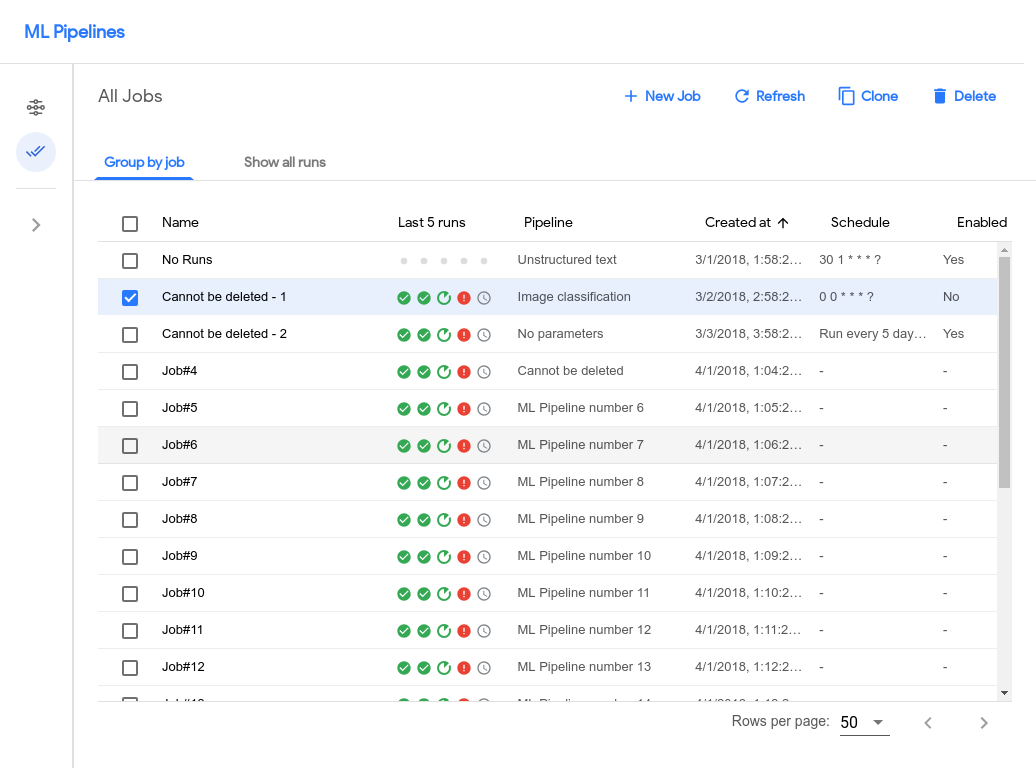 ML Pipelines
All Jobs
New Job Refresh Clone Delete
Group by job Show all runs
Name Last 5 runs Pipeline Created at Schedule Enabled
No Runs Unstructured text 3/1/2018, 1:58:2... 30 1 * * * ? Yes
Cannot be deleted - 1 Image classification 3/2/2018, 2:58:2... 0 0 * * * ? No
Cannot be deleted - 2 No parameters 3/3/2018, 3:58:2... Run every 5 day... Yes
Job#4 Cannot be deleted 4/1/2018, 1:04:2... - -
Job#5 ML Pipeline number 6 4/1/2018, 1:05:2... - -
Job#6 ML Pipeline number 7 4/1/2018, 1:06:2... - -
Job#7 ML Pipeline number 8 4/1/2018, 1:07:2... - -
Job#8 ML Pipeline number 9 4/1/2018, 1:08:2... - -
Job#9 ML Pipeline number 10 4/1/2018, 1:09:2... - -
Job#10 ML Pipeline number 11 4/1/2018, 1:10:2... - -
Job#11 ML Pipeline number 12 4/1/2018, 1:11:2... - -
Job#12 ML Pipeline number 13 4/1/2018, 1:12:2... - -
Rows per page: 50